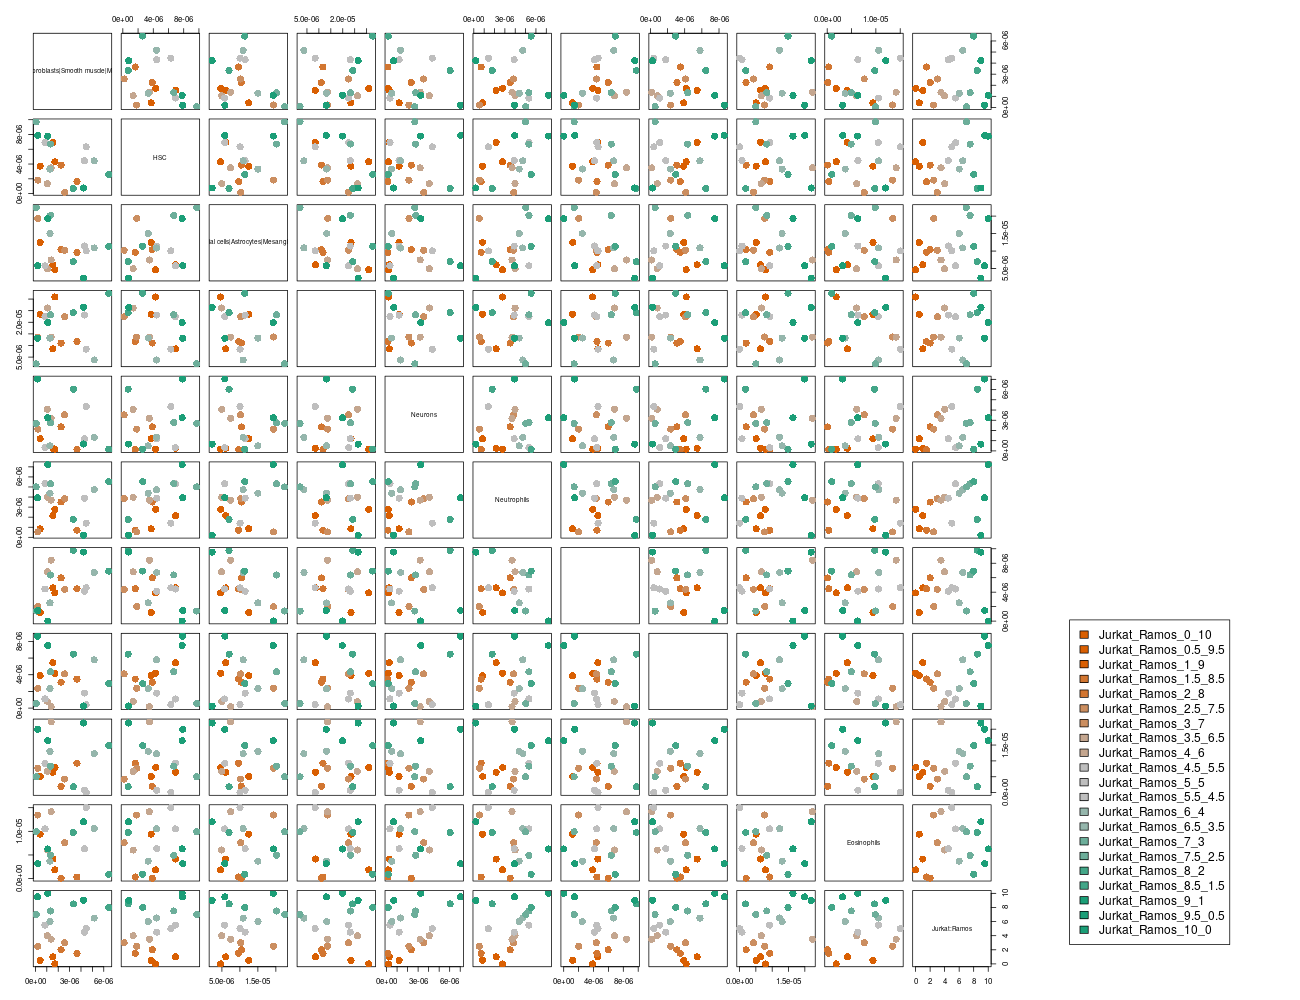 0e+00 4e-06 8e-06 5.0e-06 2.0e-05 0e+00 3e-06 6e-06 0e+00 4e-06 8e-06 0.0e+00 1.0e-05
roblasts|Smooth muscle|M
0e+00 3e-06 6e-06
HSC
0e+00 4e-06 8e-06
ial cells|Astrocytes|Mesang
5.0e-06 1.5e-05
5.0e-06 2.0e-05
Neurons
0e+00 3e-06 6e-06
Neutrophils
0e+00 3e-06 6e-06
0e+00 4e-06 8e-06
0e+00 4e-06 8e-06
0.0e+00 1.5e-05
Eosinophils
0.0e+00 1.0e-05
Jurkat:Ramos
0 2 4 6 8 10
0e+00 3e-06 6e-06 5.0e-06 1.5e-05 0e+00 3e-06 6e-06 0e+00 4e-06 8e-06 0.0e+00 1.5e-05 0 2 4 6 8 10
Jurkat_Ramos_0_10
Jurkat_Ramos_0.5_9.5
Jurkat_Ramos_1_9
Jurkat_Ramos_1.5_8.5
Jurkat_Ramos_2_8
Jurkat_Ramos_2.5_7.5
Jurkat_Ramos_3_7
Jurkat_Ramos_3.5_6.5
Jurkat_Ramos_4_6
Jurkat_Ramos_4.5_5.5
Jurkat_Ramos_5_5
Jurkat_Ramos_5.5_4.5
Jurkat_Ramos_6_4
Jurkat_Ramos_6.5_3.5
Jurkat_Ramos_7_3
Jurkat_Ramos_7.5_2.5
Jurkat_Ramos_8_2
Jurkat_Ramos_8.5_1.5
Jurkat_Ramos_9_1
Jurkat_Ramos_9.5_0.5
Jurkat_Ramos_10_0